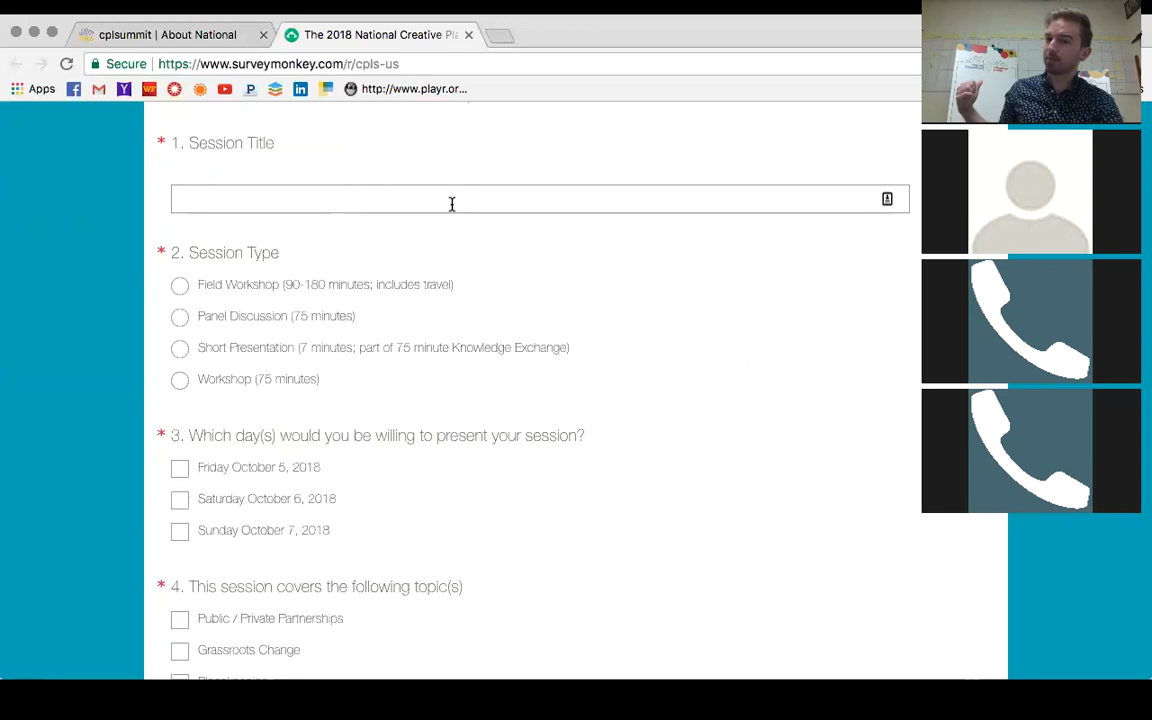 cplsummit | About National
The 2018 National Creative Pla
Secure
https://www.surveymonkey.com/r/cpls-us
Apps
http://www.playr.or...
* 1. Session Title
* 2. Session Type
Field Workshop (90-180 minutes; includes travel)
Panel Discussion (75 minutes)
Short Presentation (7 minutes; part of 75 minute Knowledge Exchange)
Workshop (75 minutes)
* 3. Which day(s) would you be willing to present your session?
Friday October 5, 2018
Saturday October 6, 2018
Sunday October 7, 2018
* 4. This session covers the following topic(s)
Public / Private Partnerships
Grassroots Change